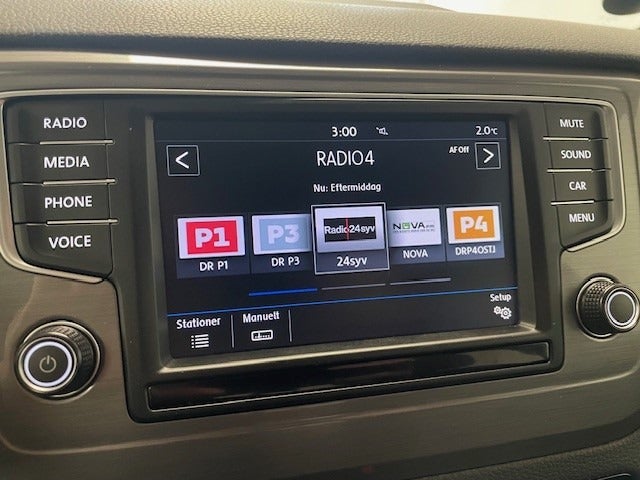 RADIO
MEDIA
PHONE
VOICE
3:00
2.0°C
RADIO4
AF Off
Nu: Eftermiddag
P1
DR P1
P3
DR P3
Radio24syv
24syv
NOVA
NOVA
P4
DRP4OSTJ
Stationer
Manuelt
Setup
MUTE
SOUND
CAR
MENU